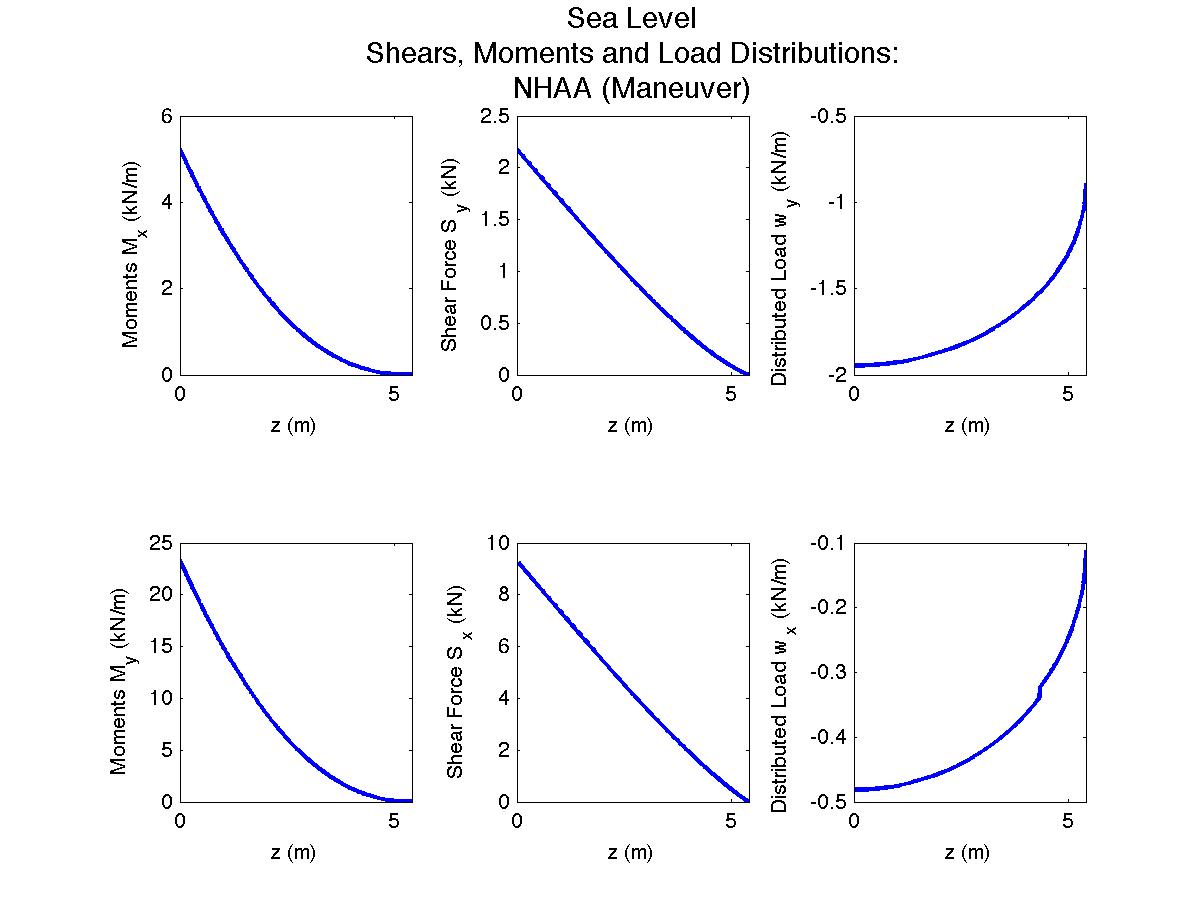 Sea Level
Shears, Moments and Load Distributions:
NHAA (Maneuver)
6
4
2
0
0
5
Moments M_x (kN/m)
z (m)
2.5
2
1.5
1
0.5
0
0
5
Shear Force S_y (kN)
z (m)
-0.5
-1
-1.5
-2
0
5
Distributed Load w_y (kN/m)
z (m)
25
20
15
10
5
0
0
5
Moments M_y (kN/m)
z (m)
10
8
6
4
2
0
0
5
Shear Force S_x (kN)
z (m)
-0.1
-0.2
-0.3
-0.4
-0.5
0
5
Distributed Load w_x (kN/m)
z (m)